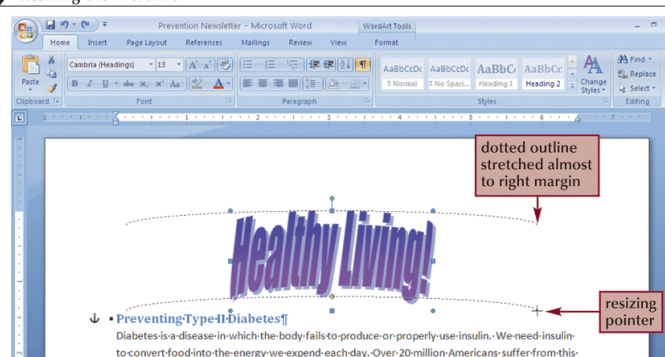 Prevention Newsletter - Microsoft Word
WordArt Tools
Home Insert Page Layout References Mailings Review View Format
Cambria (Headings) 13
Paste
AaBbCcDc AaBbCcDc AaBbC AaBbCc
¶ Normal ¶ No Spaci... Heading 1 Heading 2
Change Styles
Find
Replace
Select
Clipboard Font Paragraph Styles Editing
dotted outline
stretched almost
to right margin
Healthy Living!
resizing
pointer
Preventing·Type·II·Diabetes¶
Diabetes·is·a·disease·in·which·the·body·fails·to·produce·or·properly·use·insulin.··We·need·insulin·
to·convert·food·into·the·energy·we·expend·each·day.··Over·20·million·Americans·suffer·from·this·